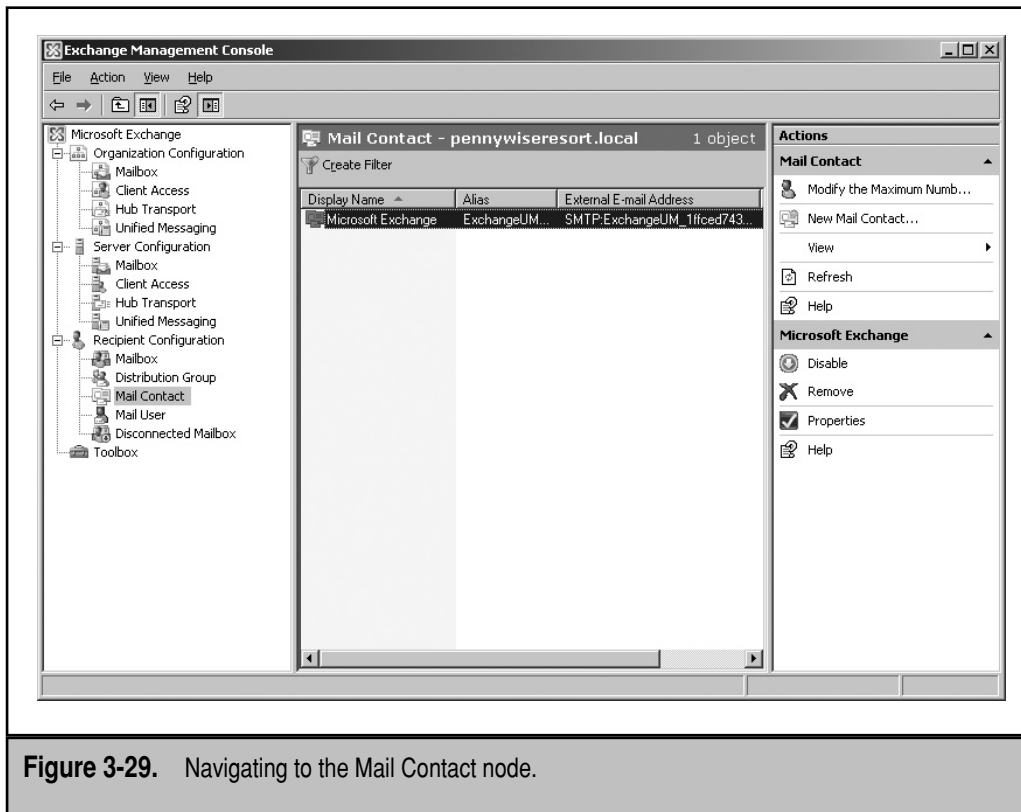 Exchange Management Console
File Action View Help
Microsoft Exchange
Organization Configuration
Mailbox
Client Access
Hub Transport
Unified Messaging
Server Configuration
Mailbox
Client Access
Hub Transport
Unified Messaging
Recipient Configuration
Mailbox
Distribution Group
Mail Contact
Mail User
Disconnected Mailbox
Toolbox
Mail Contact - pennywiseresort.local 1 object
Create Filter
Display Name Alias External E-mail Address
Microsoft Exchange ExchangeUM... SMTP:ExchangeUM_1ffced743...
Actions
Mail Contact
Modify the Maximum Numb...
New Mail Contact...
View
Refresh
Help
Microsoft Exchange
Disable
Remove
Properties
Help
Figure 3-29. Navigating to the Mail Contact node.